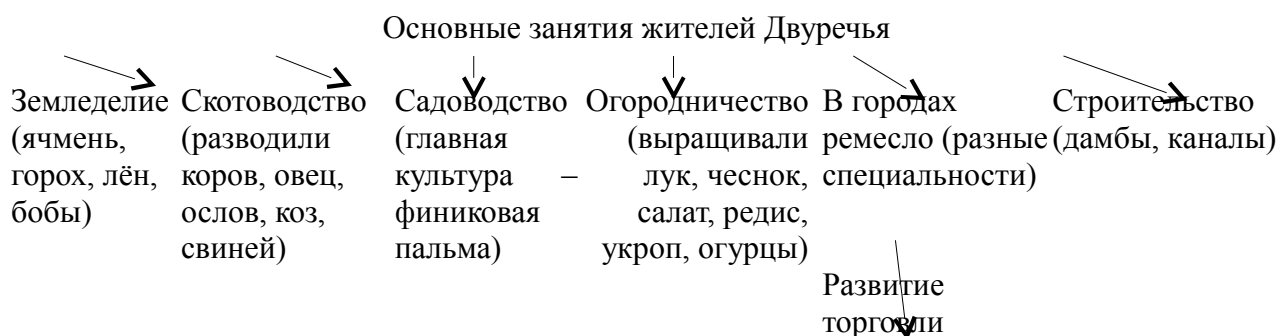 Основные занятия жителей Двуречья
Земледелие
(ячмень,
горох, лён,
бобы)
Скотоводство
(разводили
коров, овец,
ослов, коз,
свиней)
Садоводство
(главная
культура –
финиковая
пальма)
Огородничество
(выращивали
лук, чеснок,
салат, редис,
укроп, огурцы)
В городах
ремесло (разные
специальности)
Строительство
(дамбы, каналы)
Развитие
торговли